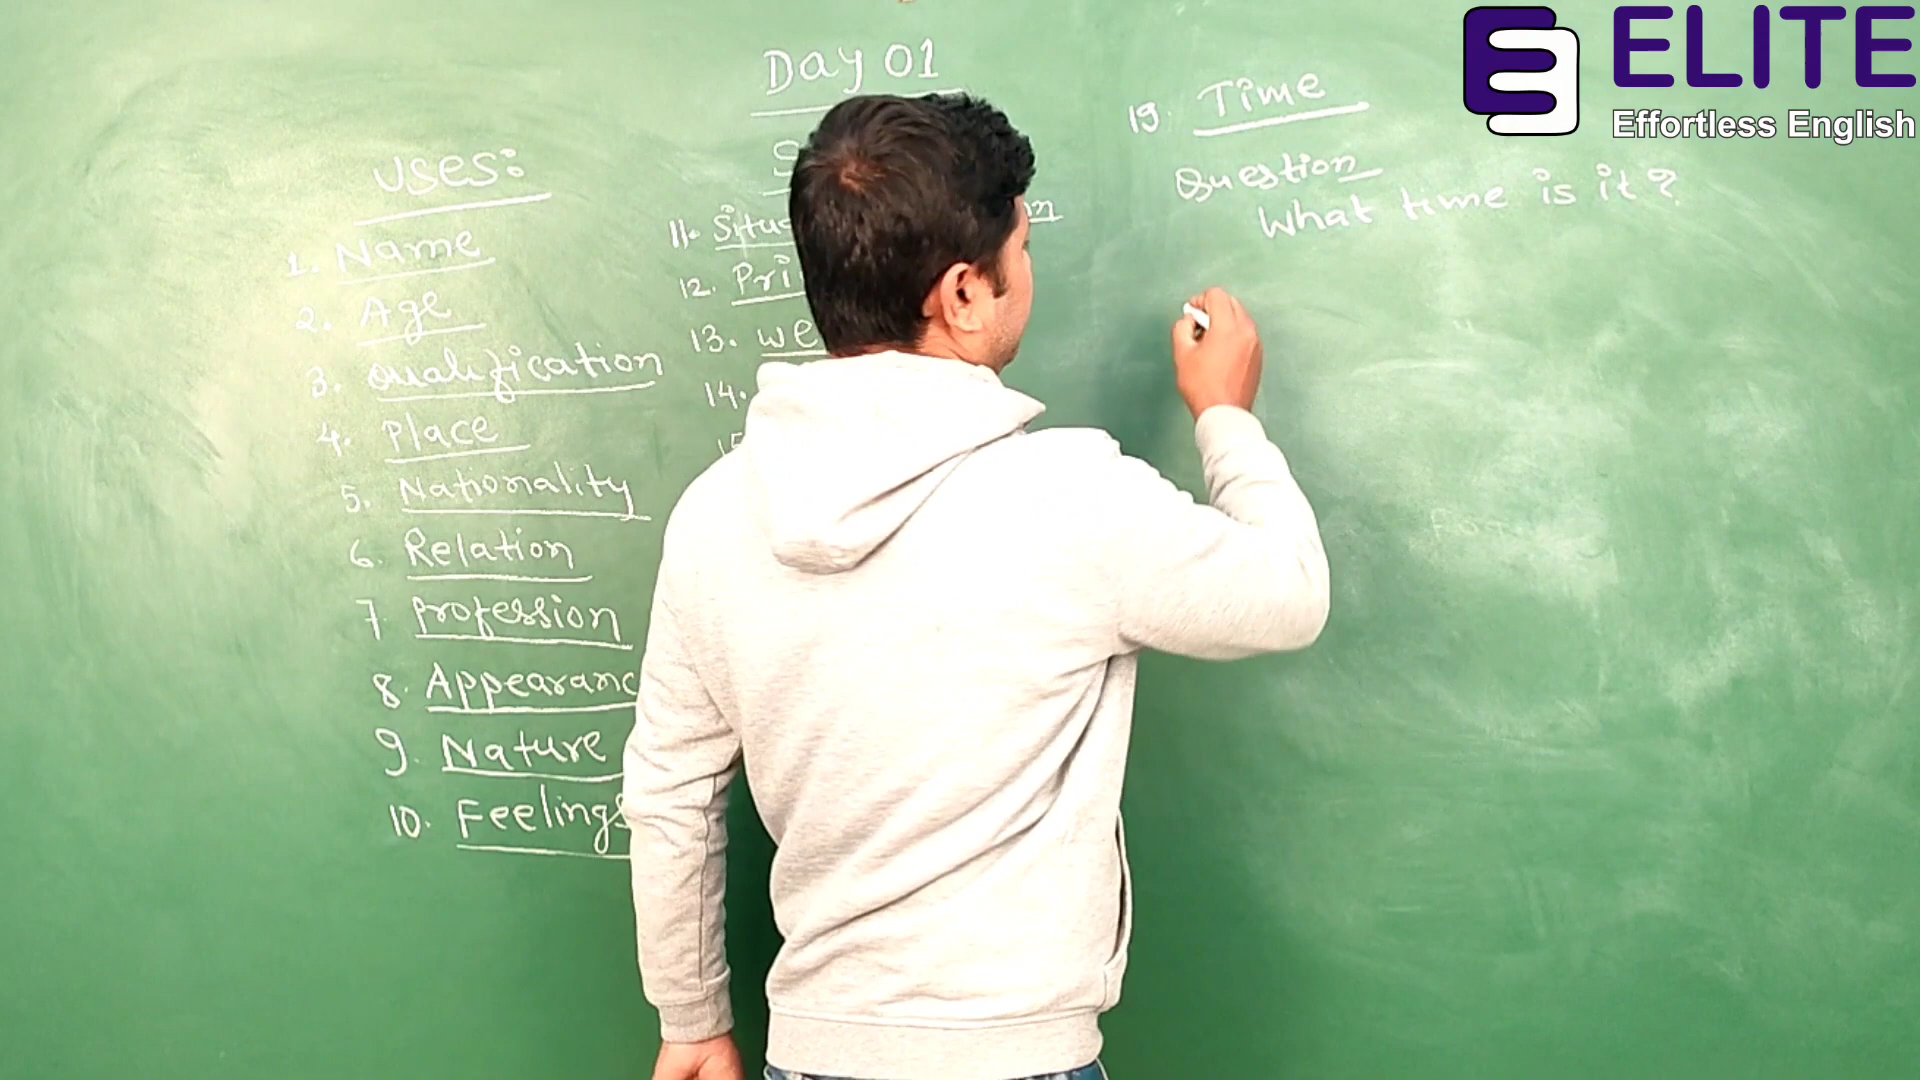 Day 01
USES:
1. Name
2. Age
3. Qualification
4. Place
5. Nationality
6. Relation
7 Profession
8. Appearanc
9. Nature
10. Feelings
11. Situa
12. Pri
13. we
14.
15
19. Time
Question
What time is it?
ELITE
Effortless English